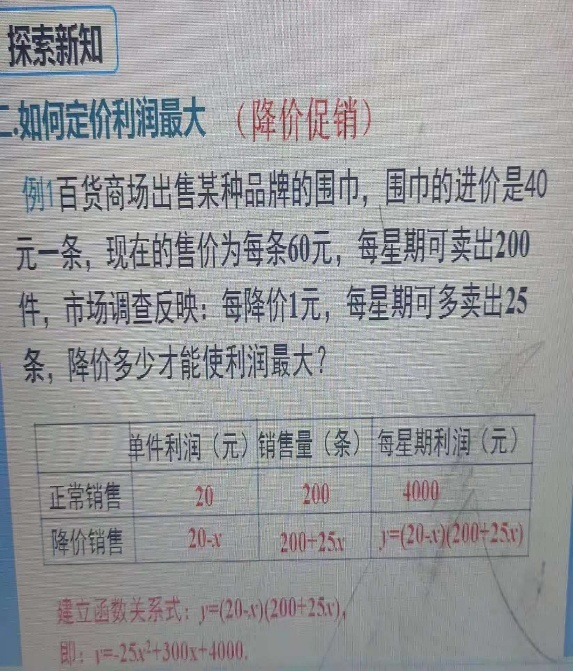 探索新知
二.如何定价利润最大 （降价促销）
例1百货商场出售某种品牌的围巾，围巾的进价是40
元一条，现在的售价为每条60元，每星期可卖出200
件，市场调查反映：每降价1元，每星期可多卖出25
条，降价多少才能使利润最大？
单件利润（元） 销售量（条） 每星期利润（元）
正常销售 20 200 4000
降价销售 20-x 200+25x y=(20-x)(200+25x)
建立函数关系式：y=(20-x)(200+25x),
即：y=-25x²+300x+4000.